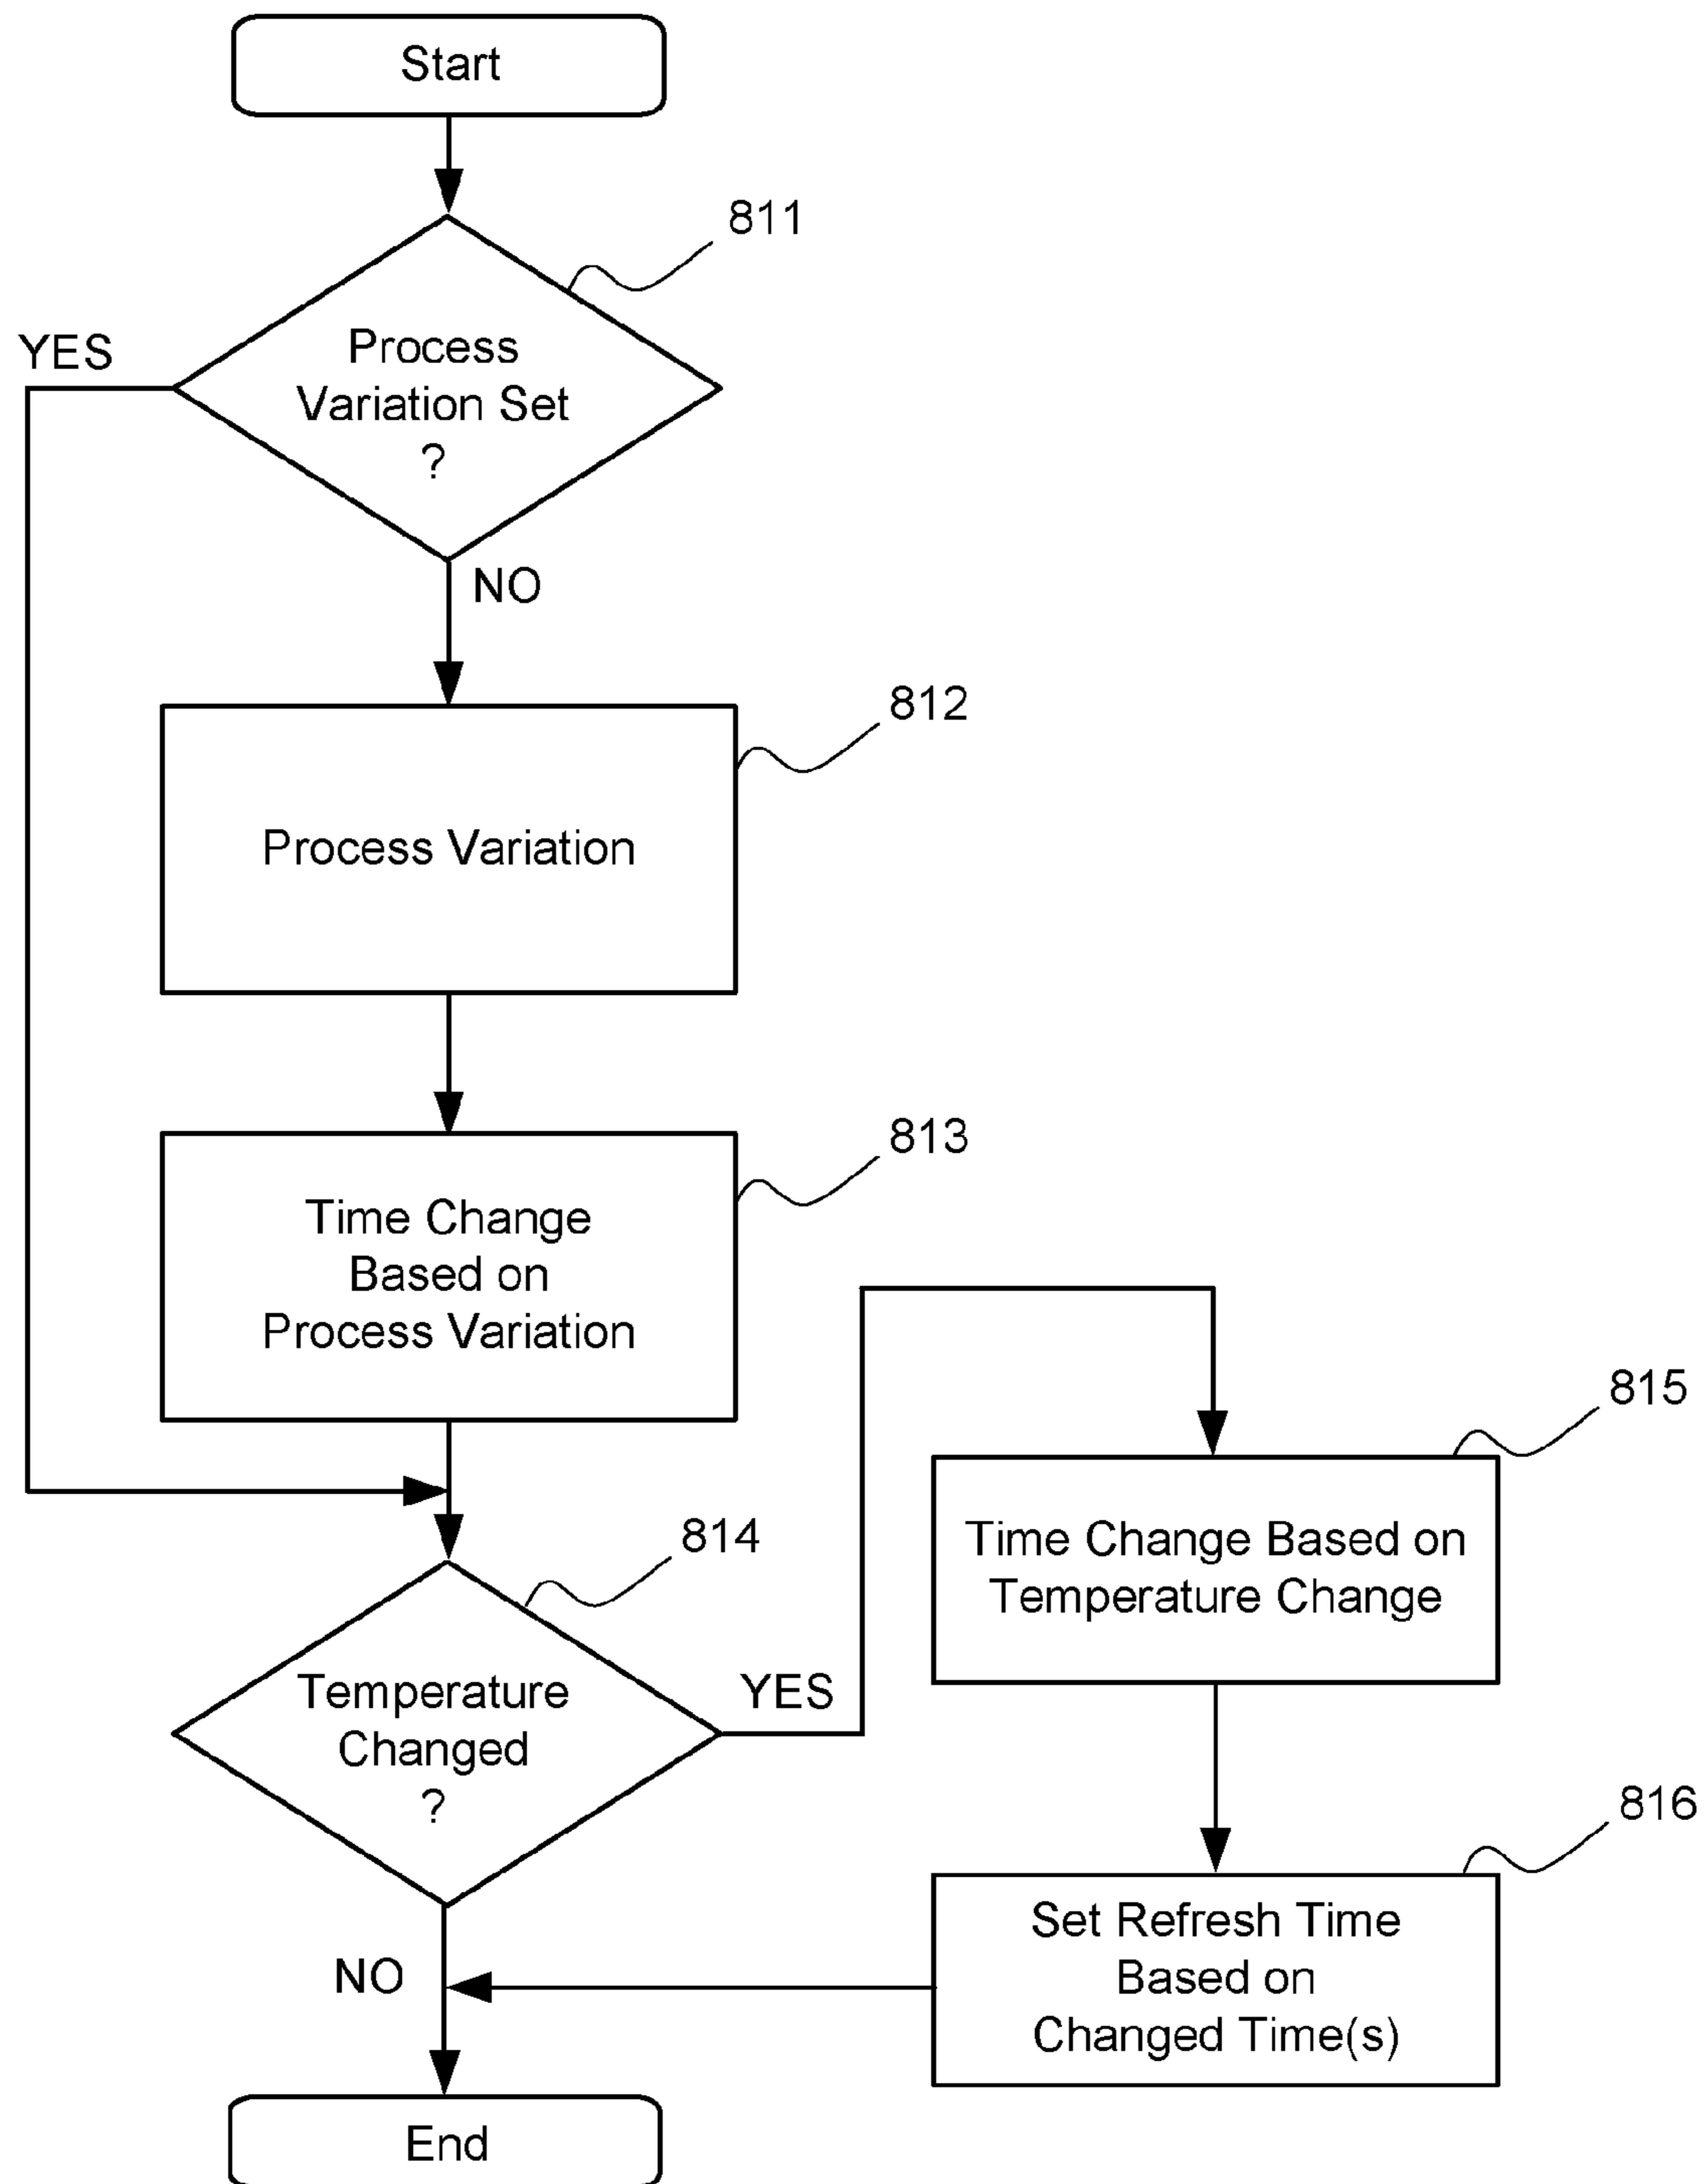 Start
811
YES
Process
Variation Set
?
NO
812
Process Variation
813
Time Change
Based on
Process Variation
814
Temperature
Changed
?
YES
NO
815
Time Change Based on
Temperature Change
816
Set Refresh Time
Based on
Changed Time(s)
End